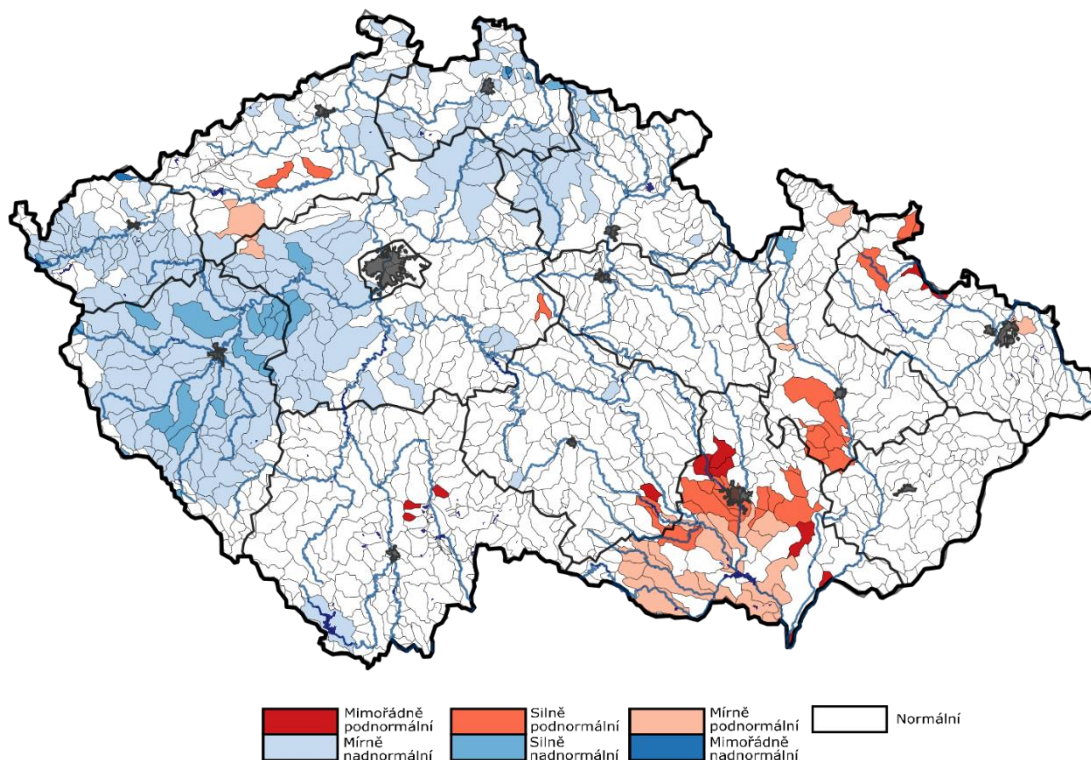 Mimořádně
podnormální
Silně
podnormální
Mírně
podnormální
Normální
Mírně
nadnormální
Silně
nadnormální
Mimořádně
nadnormální